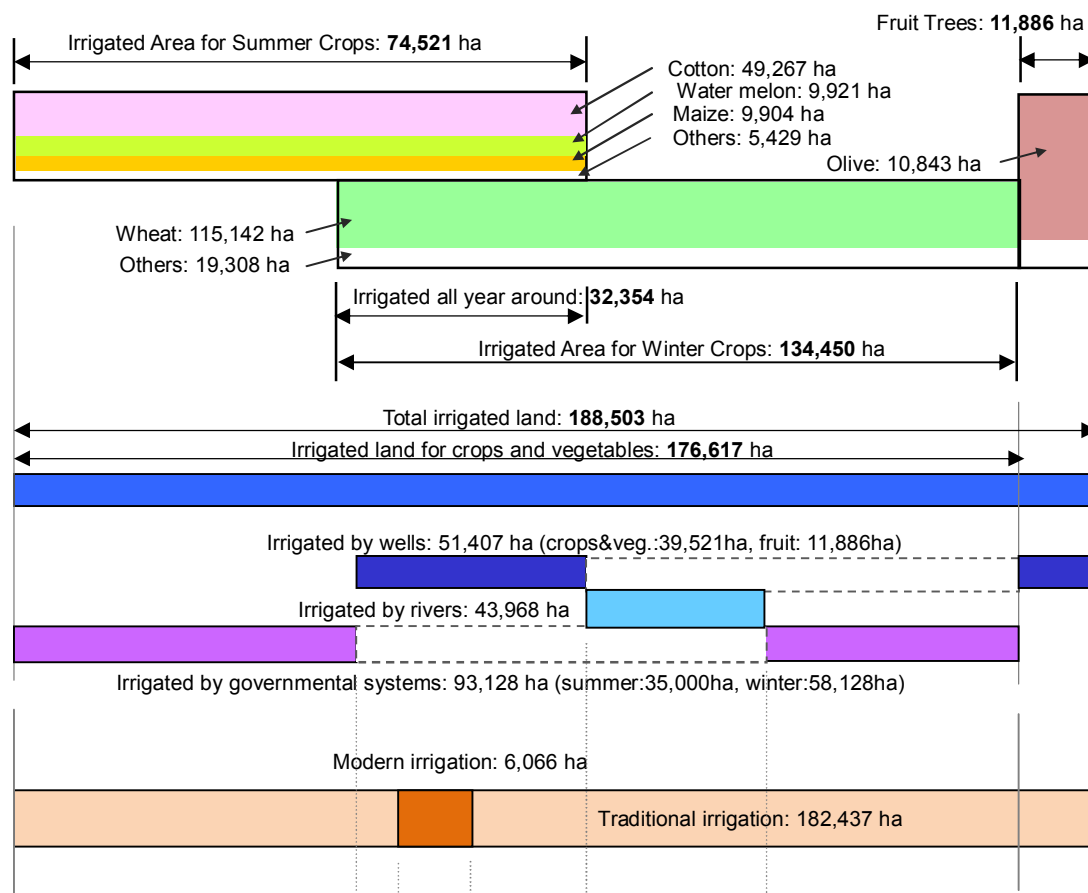 Fruit Trees: 11,886 ha
Irrigated Area for Summer Crops: 74,521 ha
Cotton: 49,267 ha
Water melon: 9,921 ha
Maize: 9,904 ha
Others: 5,429 ha
Olive: 10,843 ha
Wheat: 115,142 ha
Others: 19,308 ha
Irrigated all year around: 32,354 ha
Irrigated Area for Winter Crops: 134,450 ha
Total irrigated land: 188,503 ha
Irrigated land for crops and vegetables: 176,617 ha
Irrigated by wells: 51,407 ha (crops&veg.:39,521ha, fruit: 11,886ha)
Irrigated by rivers: 43,968 ha
Irrigated by governmental systems: 93,128 ha (summer:35,000ha, winter:58,128ha)
Modern irrigation: 6,066 ha
Traditional irrigation: 182,437 ha